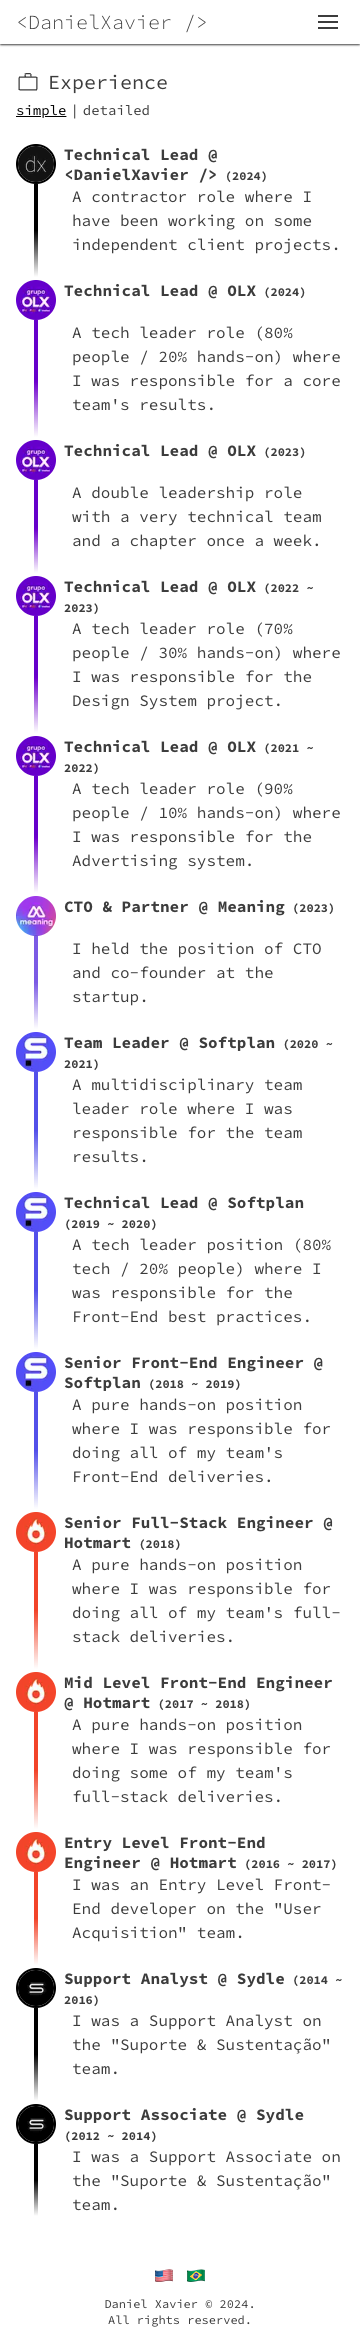 <DanielXavier />
Experience
simple | detailed
dx
Technical Lead @
<DanielXavier /> (2024)
A contractor role where I
have been working on some
independent client projects.
grupo
OLX
Technical Lead @ OLX (2024)
A tech leader role (80%
people / 20% hands-on) where
I was responsible for a core
team's results.
grupo
OLX
Technical Lead @ OLX (2023)
A double leadership role
with a very technical team
and a chapter once a week.
grupo
OLX
Technical Lead @ OLX (2022 ~
2023)
A tech leader role (70%
people / 30% hands-on) where
I was responsible for the
Design System project.
grupo
OLX
Technical Lead @ OLX (2021 ~
2022)
A tech leader role (90%
people / 10% hands-on) where
I was responsible for the
Advertising system.
meaning
CTO & Partner @ Meaning (2023)
I held the position of CTO
and co-founder at the
startup.
Team Leader @ Softplan (2020 ~
2021)
A multidisciplinary team
leader role where I was
responsible for the team
results.
Technical Lead @ Softplan
(2019 ~ 2020)
A tech leader position (80%
tech / 20% people) where I
was responsible for the
Front-End best practices.
Senior Front-End Engineer @
Softplan (2018 ~ 2019)
A pure hands-on position
where I was responsible for
doing all of my team's
Front-End deliveries.
Senior Full-Stack Engineer @
Hotmart (2018)
A pure hands-on position
where I was responsible for
doing all of my team's full-
stack deliveries.
Mid Level Front-End Engineer
@ Hotmart (2017 ~ 2018)
A pure hands-on position
where I was responsible for
doing some of my team's
full-stack deliveries.
Entry Level Front-End
Engineer @ Hotmart (2016 ~ 2017)
I was an Entry Level Front-
End developer on the "User
Acquisition" team.
Support Analyst @ Sydle (2014 ~
2016)
I was a Support Analyst on
the "Suporte & Sustentação"
team.
Support Associate @ Sydle
(2012 ~ 2014)
I was a Support Associate on
the "Suporte & Sustentação"
team.
Daniel Xavier © 2024.
All rights reserved.